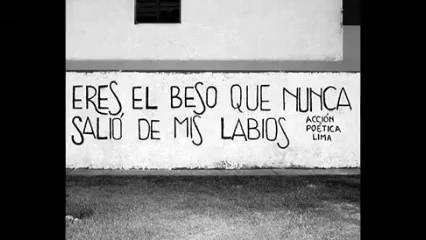 ERES EL BESO QUE NUNCA
SALIÓ DE MIS LABIOS
ACCIÓN
POÉTICA
LIMA